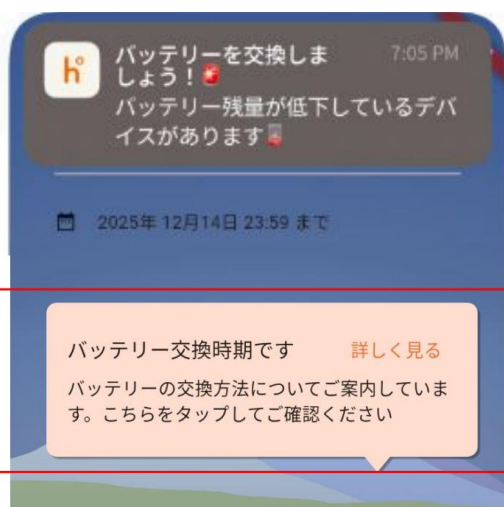 h
バッテリーを交換しま
しょう！🚨
7:05 PM
バッテリー残量が低下しているデバ
イスがあります🪫
2025年 12月14日 23:59 まで
バッテリー交換時期です
詳しく見る
バッテリーの交換方法についてご案内していま
す。こちらをタップしてご確認ください